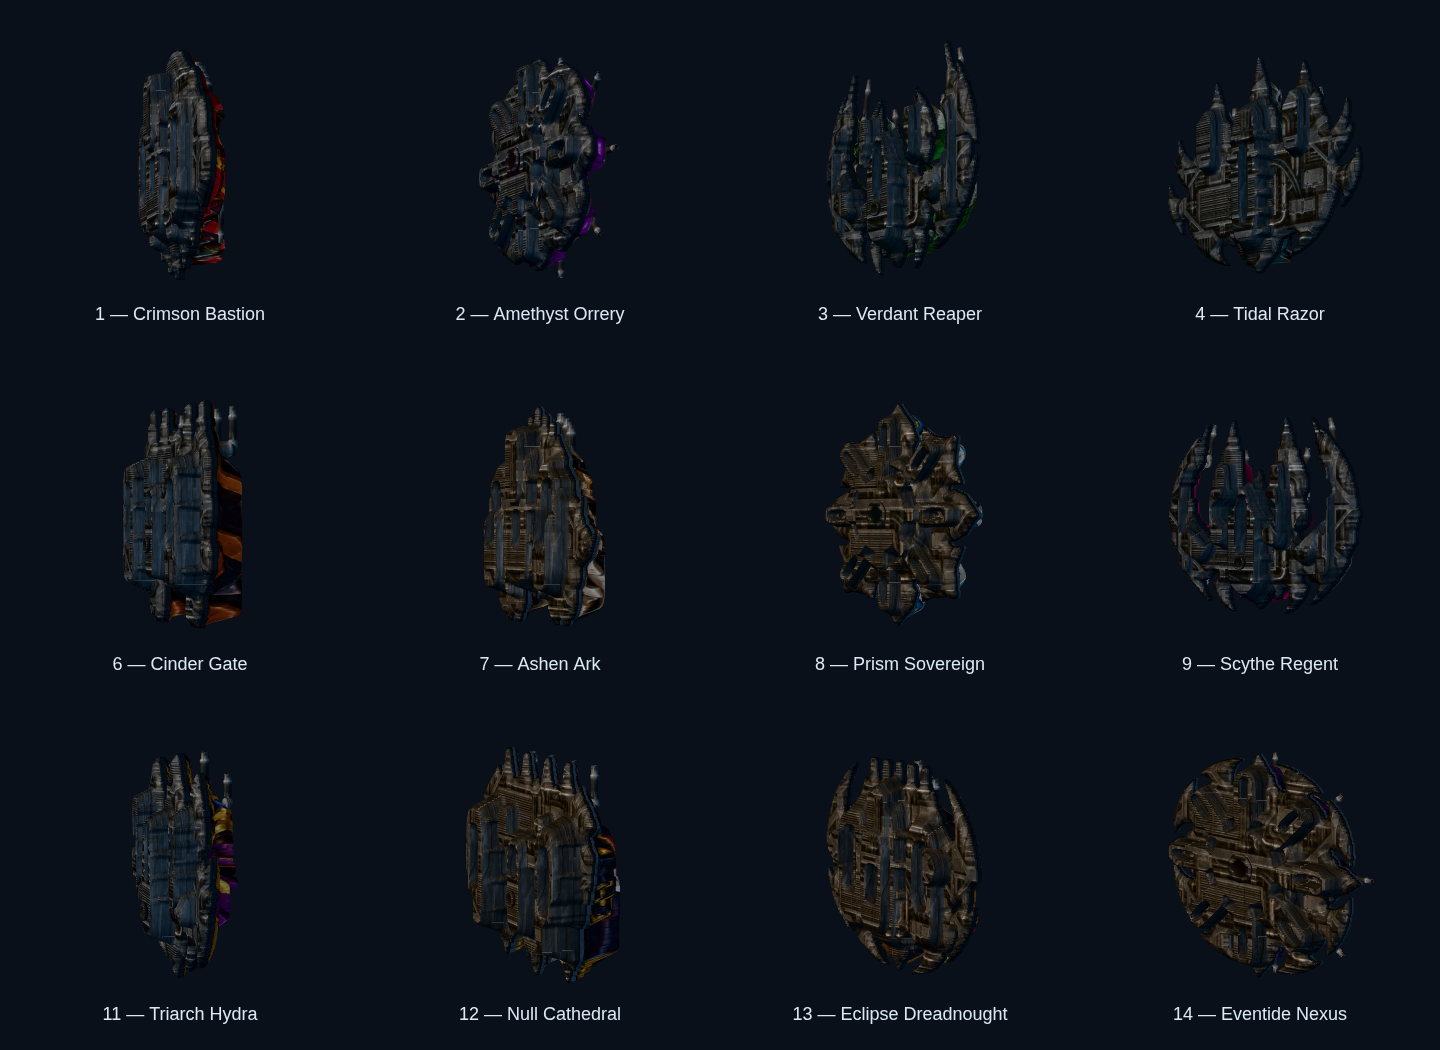 1 — Crimson Bastion
2 — Amethyst Orrery
3 — Verdant Reaper
4 — Tidal Razor
6 — Cinder Gate
7 — Ashen Ark
8 — Prism Sovereign
9 — Scythe Regent
11 — Triarch Hydra
12 — Null Cathedral
13 — Eclipse Dreadnought
14 — Eventide Nexus